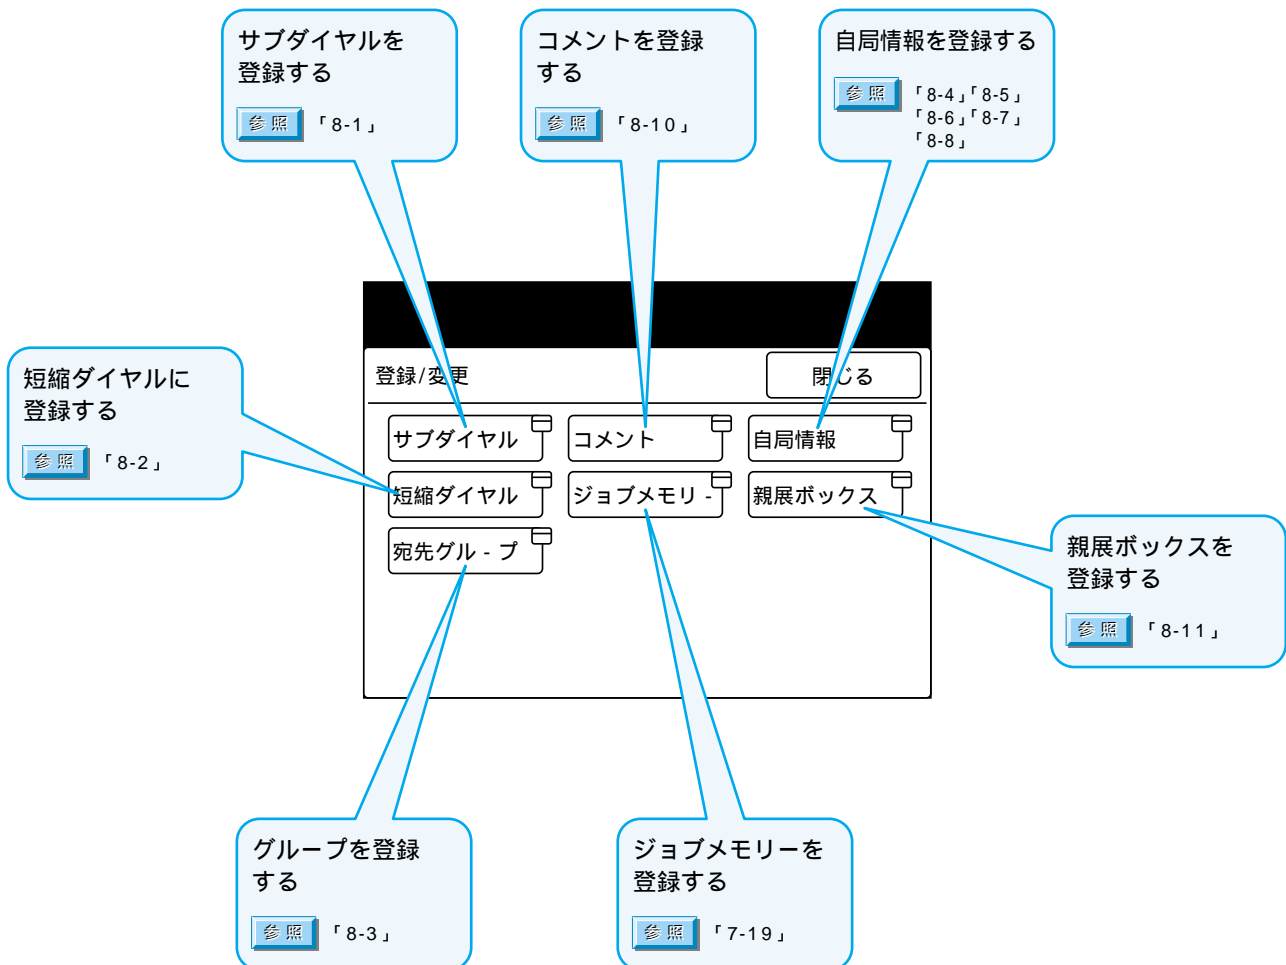 サブダイヤルを
登録する
参照 「8-1」
コメントを登録
する
参照 「8-10」
自局情報を登録する
参照 「8-4」「8-5」
「8-6」「8-7」
「8-8」
短縮ダイヤルに
登録する
参照 「8-2」
登録/変更
閉じる
サブダイヤル
コメント
自局情報
短縮ダイヤル
ジョブメモリ-
親展ボックス
宛先グル-プ
親展ボックスを
登録する
参照 「8-11」
グループを登録
する
参照 「8-3」
ジョブメモリーを
登録する
参照 「7-19」